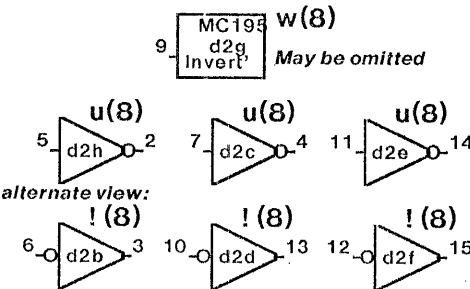 MC195 w(8)
9 d2g
Invert' May be omitted
u(8) u(8) u(8)
5 d2h 2 7 d2c 4 11 d2e 14
alternate view:
!(8) !(8) !(8)
6 d2b 3 10 d2d 13 12 d2f 15